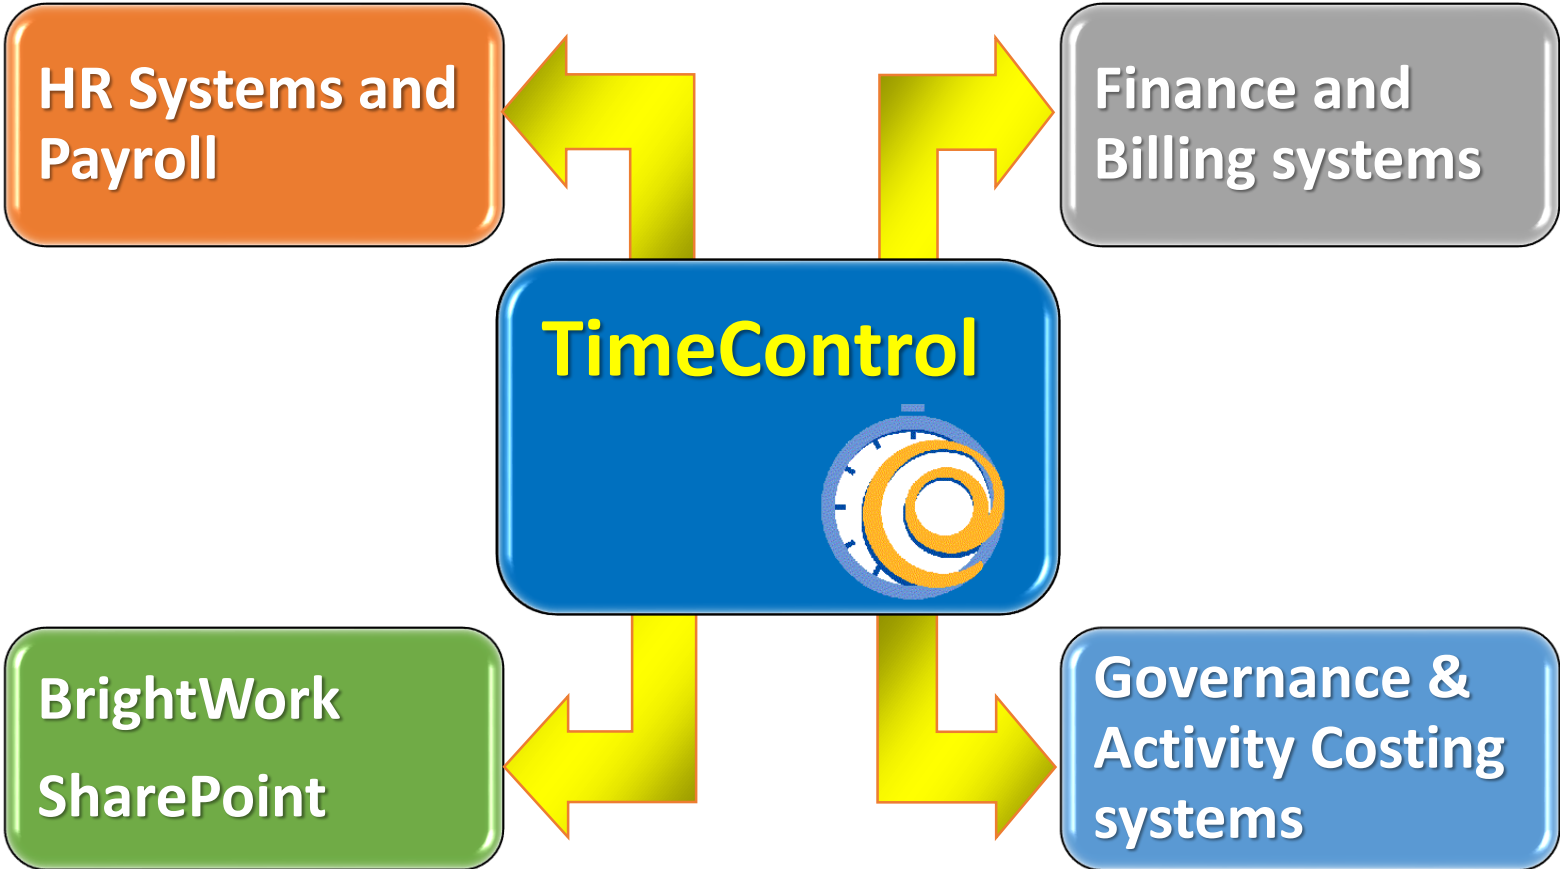 HR Systems and
Payroll
Finance and
Billing systems
TimeControl
BrightWork
SharePoint
Governance &
Activity Costing
systems